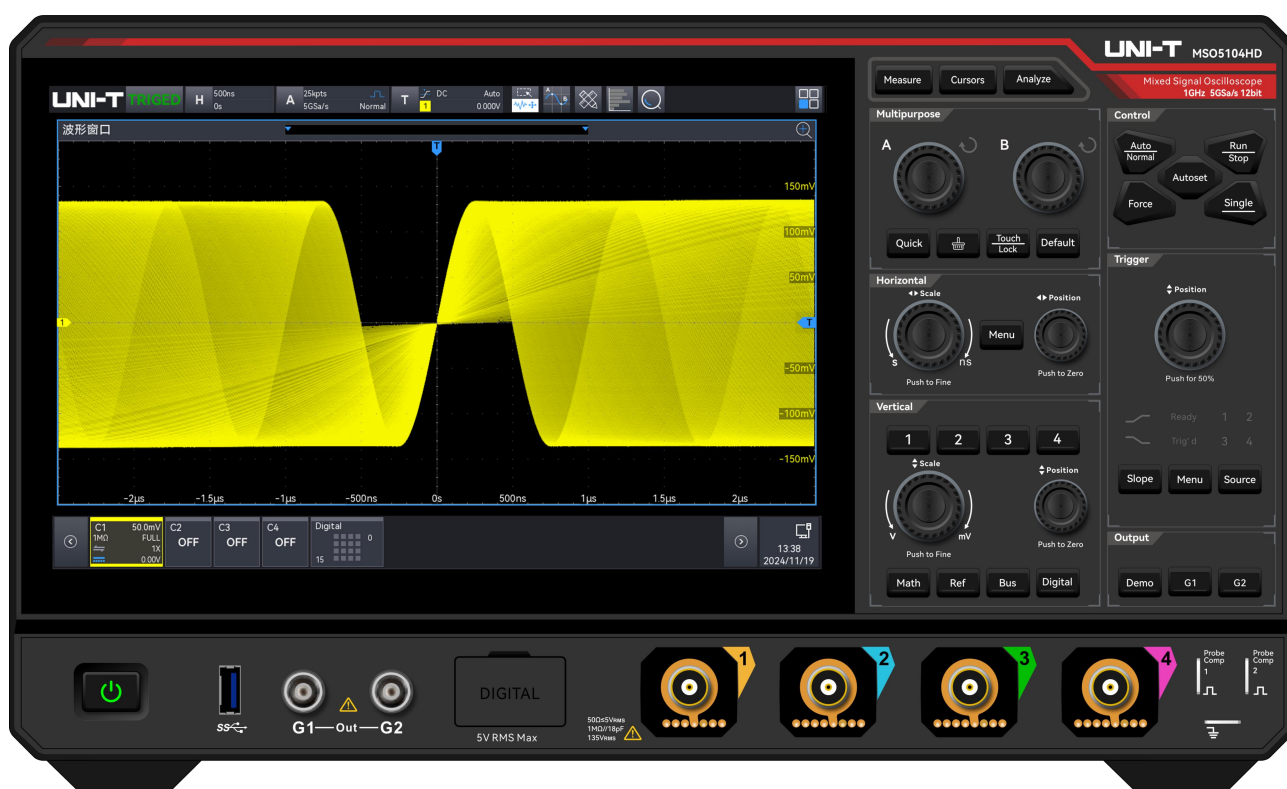 UNI-T MSO5104HD
Mixed Signal Oscilloscope
1GHz 5GSa/s 12bit
Measure Cursors Analyze
UNI-T TRIGED H 500ns 0s A 25kpts 5GSa/s Normal T DC Auto 1 0.000V
A B
波形窗口
T
150mV
100mV
50mV
1 T
-50mV
-100mV
-150mV
-2μs -1.5μs -1μs -500ns 0s 500ns 1μs 1.5μs 2μs
C1 50.0mV
1MΩ FULL
1X
0.00V
C2
OFF
C3
OFF
C4
OFF
Digital
0
15
13:38
2024/11/19
Multipurpose
A B
Quick Touch Lock Default
Horizontal
Scale
Position
Menu
s ns
Push to Fine
Push to Zero
Vertical
1 2 3 4
Scale
Position
V mV
Push to Fine
Push to Zero
Math Ref Bus Digital
Control
Auto
Normal
Run
Stop
Autoset
Force
Single
Trigger
Position
Push for 50%
Ready 1 2
Trig'd 3 4
Slope Menu Source
Output
Demo G1 G2
SS
G1—Out—G2
DIGITAL
5V RMS Max
50Ω≤5VRMS
1MΩ//18pF
135VRMS
1 2 3 4
Probe
Comp
1
Probe
Comp
2